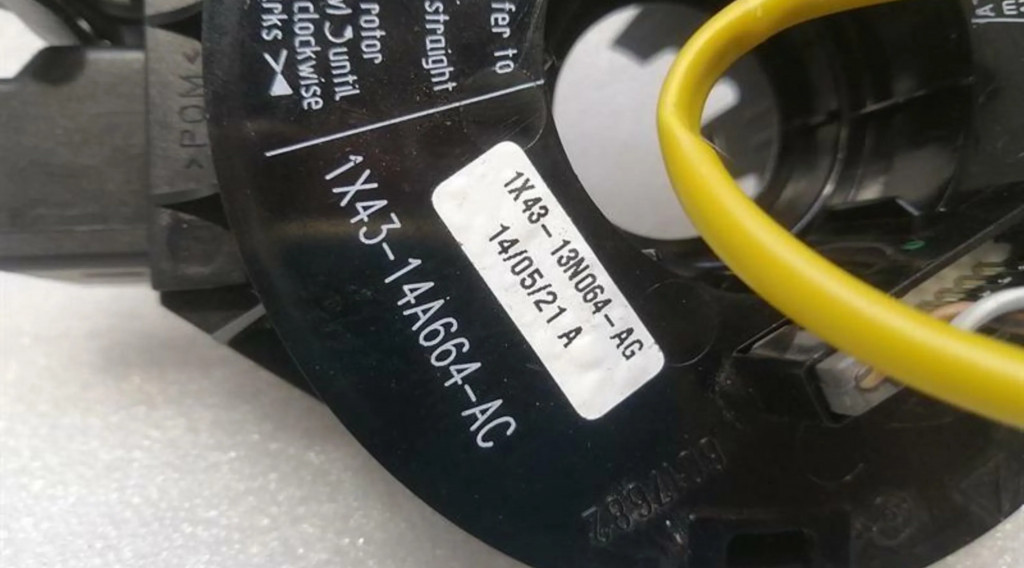 fer to
straight
rotor
until
clockwise
rks
>POM<
1X43-14A664-AC
1X43-13N064-AG
14/05/21 A